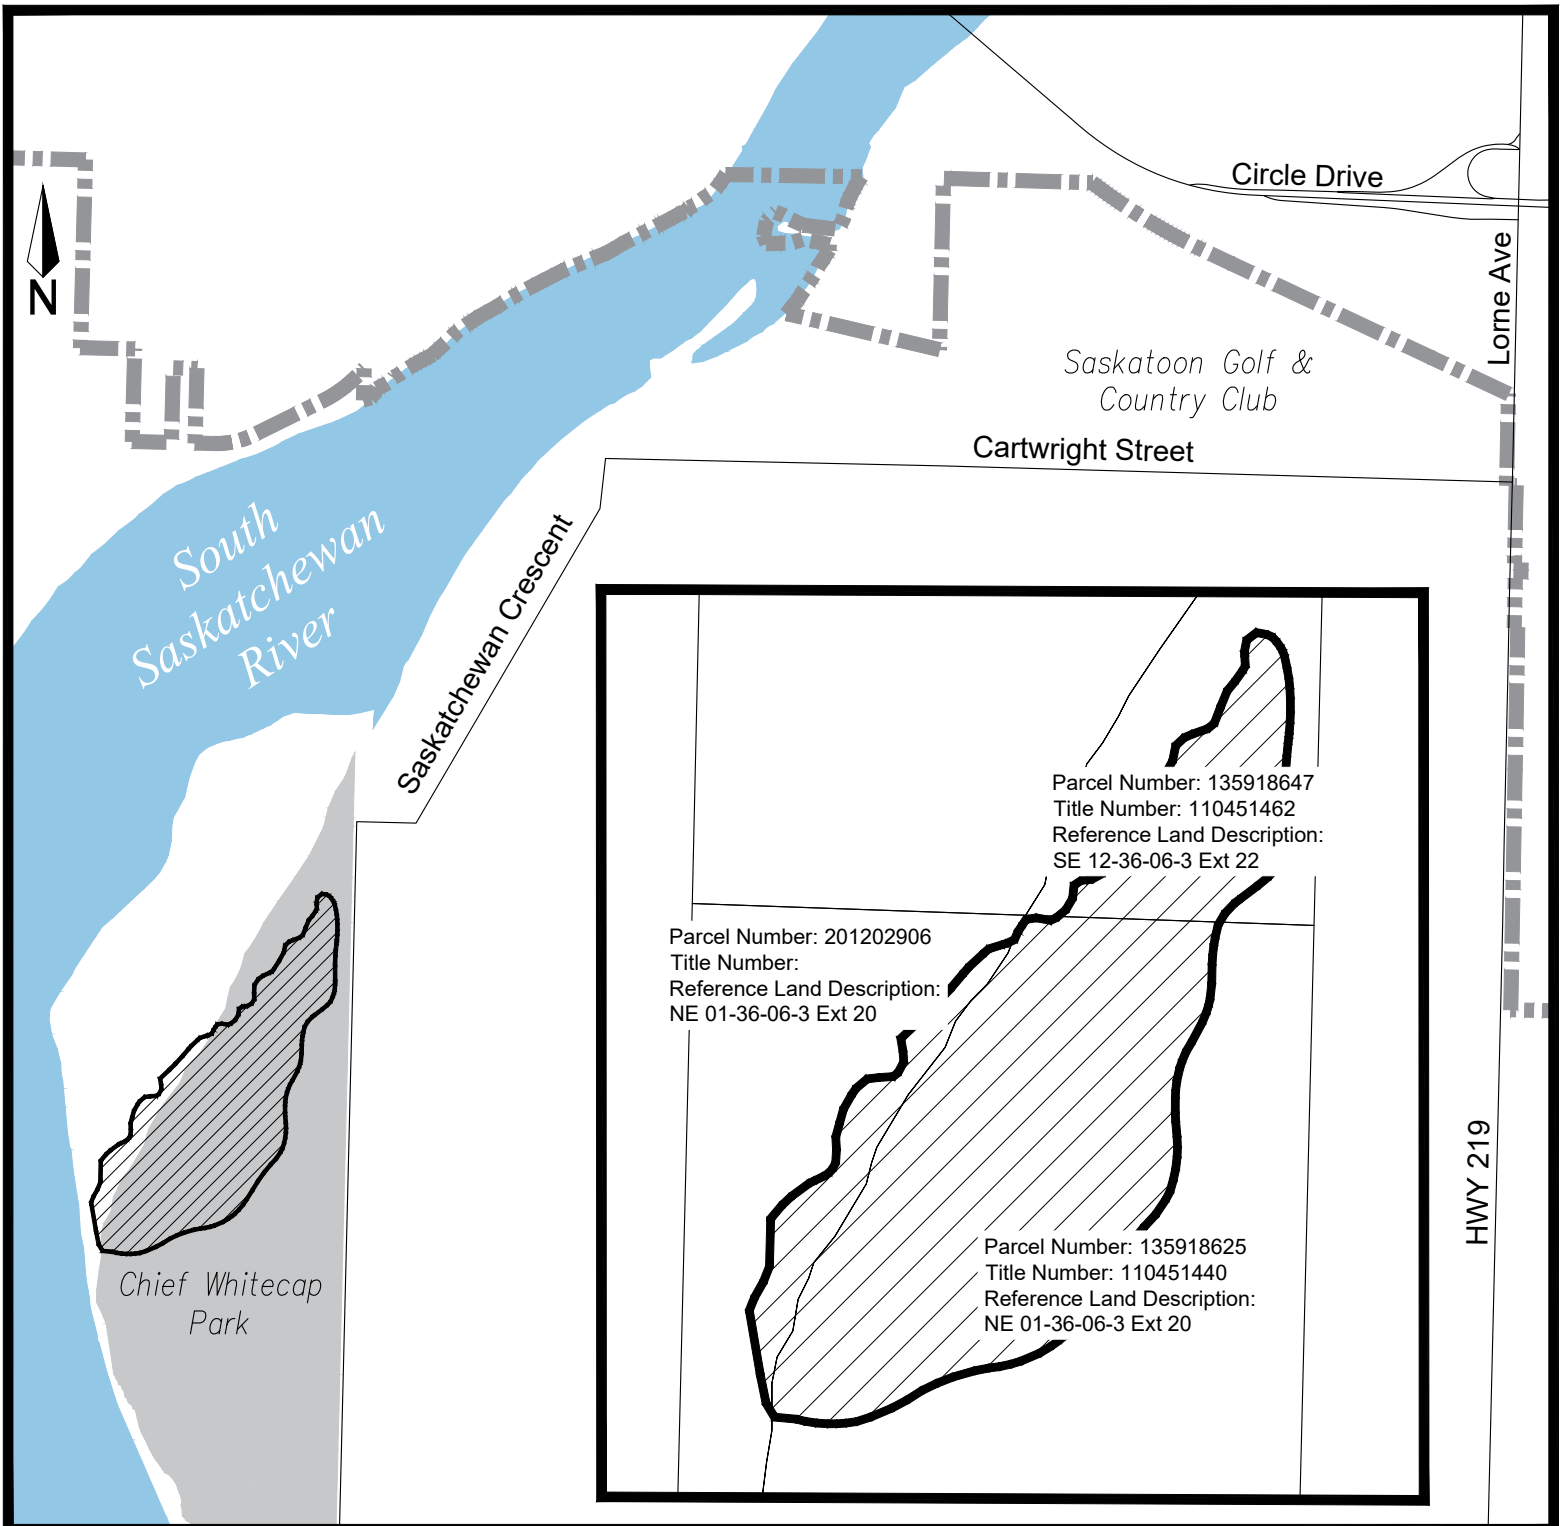 Circle Drive
Lorne Ave
N
Saskatoon Golf &
Country Club
Cartwright Street
South
Saskatchewan
River
Saskatchewan Crescent
Parcel Number: 135918647
Title Number: 110451462
Reference Land Description:
SE 12-36-06-3 Ext 22
Parcel Number: 201202906
Title Number:
Reference Land Description:
NE 01-36-06-3 Ext 20
HWY 219
Parcel Number: 135918625
Title Number: 110451440
Reference Land Description:
NE 01-36-06-3 Ext 20
Chief Whitecap
Park